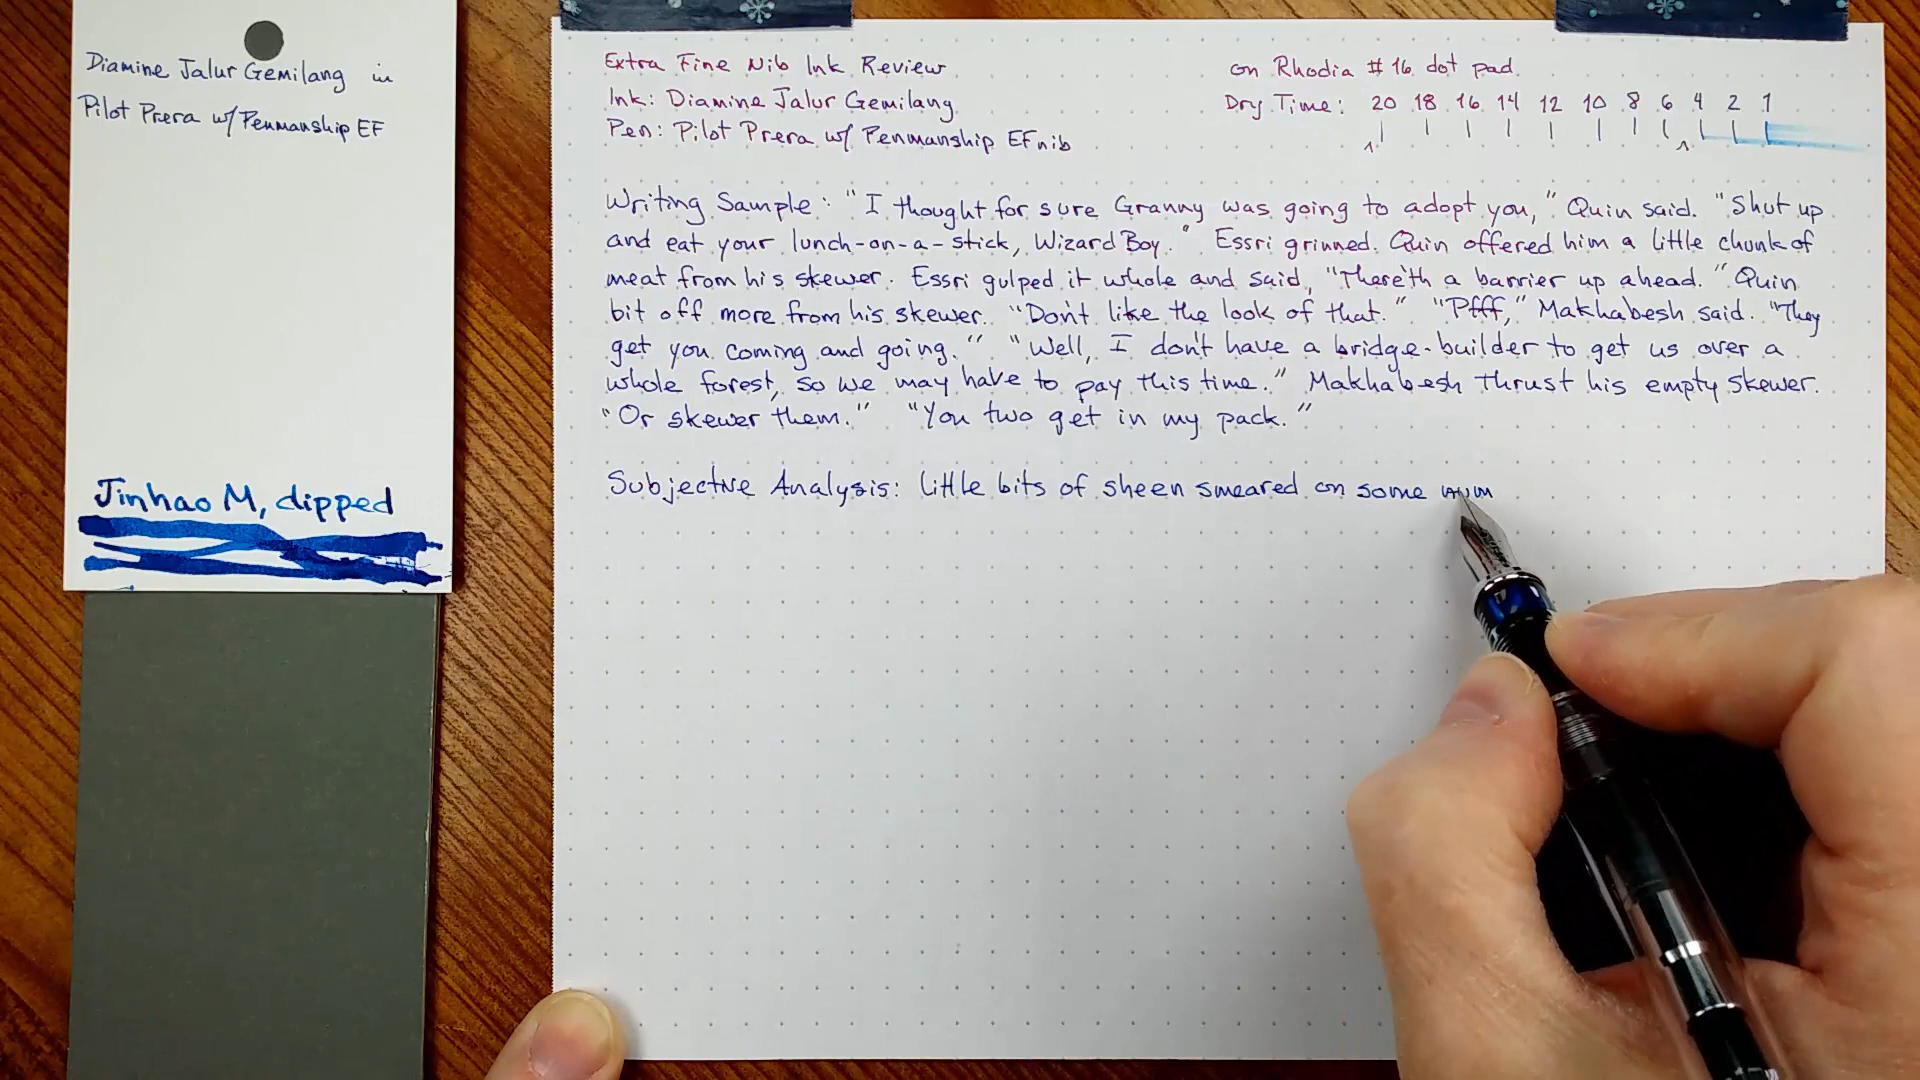 Diamine Jalur Gemilang in
Pilot Prera w/ Penmanship EF
Jinhao M, dipped
Extra Fine Nib Ink Review
Ink: Diamine Jalur Gemilang
Pen: Pilot Prera w/ Penmanship EF nib
on Rhodia #16 dot pad
Dry Time: 20 18 16 14 12 10 8 6 4 2 1
Writing Sample: "I thought for sure Granny was going to adopt you," Quin said. "Shut up
and eat your lunch-on-a-stick, Wizard Boy." Essri grinned. Quin offered him a little chunk of
meat from his skewer. Essri gulped it whole and said, "There'th a barrier up ahead." Quin
bit off more from his skewer. "Don't like the look of that." "Pfff," Makhabesh said. "They
get you coming and going." "Well, I don't have a bridge-builder to get us over a
whole forest, so we may have to pay this time." Makhabesh thrust his empty skewer.
"Or skewer them." "You two get in my pack."
Subjective Analysis: little bits of sheen smeared on some